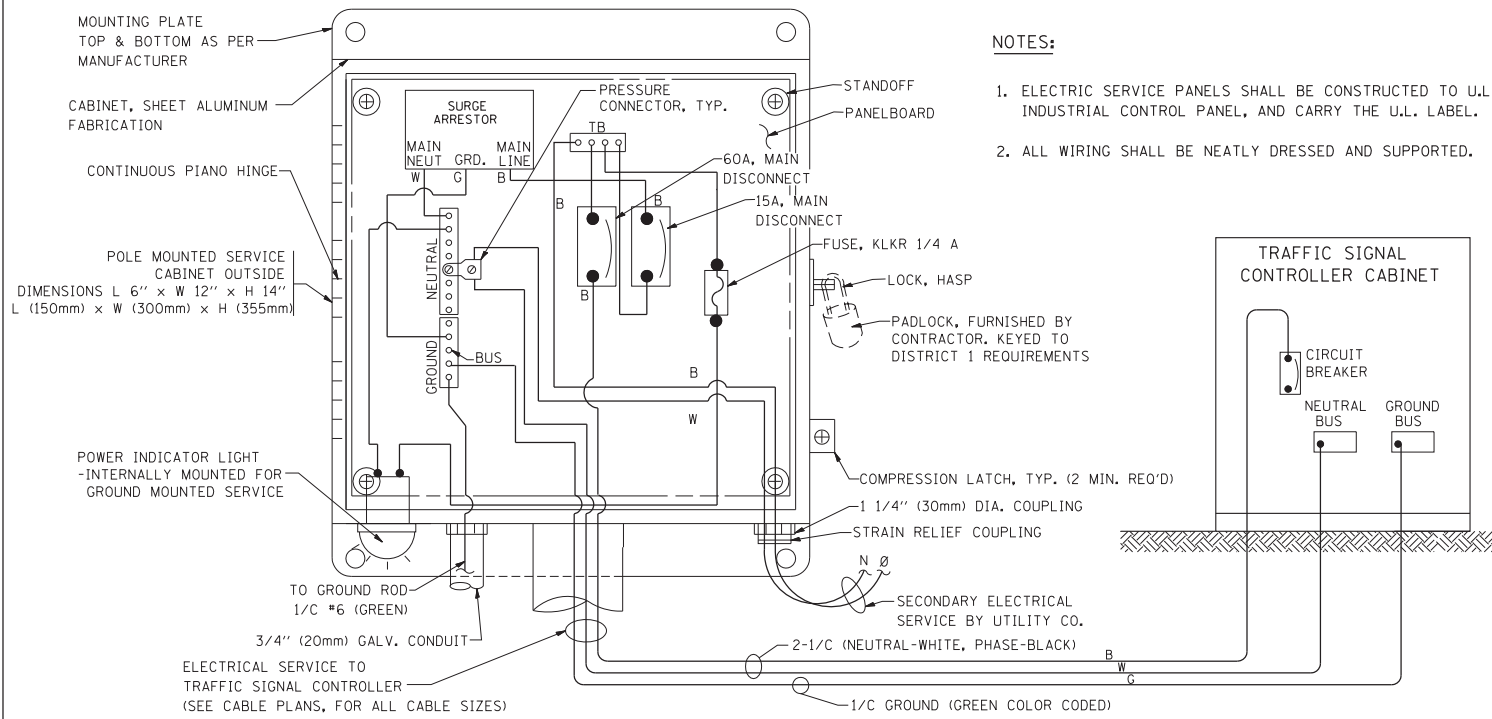 MOUNTING PLATE
TOP & BOTTOM AS PER
MANUFACTURER
CABINET, SHEET ALUMINUM
FABRICATION
CONTINUOUS PIANO HINGE
POLE MOUNTED SERVICE
CABINET OUTSIDE
DIMENSIONS L 6'' x W 12'' x H 14''
L (150mm) x W (300mm) x H (355mm)
POWER INDICATOR LIGHT
-INTERNALLY MOUNTED FOR
GROUND MOUNTED SERVICE
SURGE
ARRESTOR
MAIN
NEUT
GRD.
MAIN
LINE
W
G
B
PRESSURE
CONNECTOR, TYP.
TB
STANDOFF
PANELBOARD
60A, MAIN
DISCONNECT
15A, MAIN
DISCONNECT
B
B
B
FUSE, KLKR 1/4 A
NEUTRAL
GROUND
BUS
LOCK, HASP
PADLOCK, FURNISHED BY
CONTRACTOR. KEYED TO
DISTRICT 1 REQUIREMENTS
B
W
COMPRESSION LATCH, TYP. (2 MIN. REQ'D)
1 1/4'' (30mm) DIA. COUPLING
STRAIN RELIEF COUPLING
N Ø
SECONDARY ELECTRICAL
SERVICE BY UTILITY CO.
TO GROUND ROD
1/C #6 (GREEN)
3/4'' (20mm) GALV. CONDUIT
ELECTRICAL SERVICE TO
TRAFFIC SIGNAL CONTROLLER
(SEE CABLE PLANS, FOR ALL CABLE SIZES)
2-1/C (NEUTRAL-WHITE, PHASE-BLACK)
B
W
G
1/C GROUND (GREEN COLOR CODED)
NOTES:
1. ELECTRIC SERVICE PANELS SHALL BE CONSTRUCTED TO U.L
INDUSTRIAL CONTROL PANEL, AND CARRY THE U.L. LABEL.
2. ALL WIRING SHALL BE NEATLY DRESSED AND SUPPORTED.
TRAFFIC SIGNAL
CONTROLLER CABINET
CIRCUIT
BREAKER
NEUTRAL
BUS
GROUND
BUS